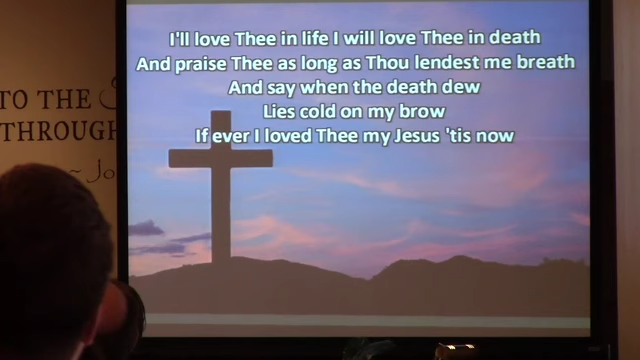 I'll love Thee in life I will love Thee in death
And praise Thee as long as Thou lendest me breath
And say when the death dew
Lies cold on my brow
If ever I loved Thee my Jesus 'tis now
TO THE
THROUGH
~ Jo